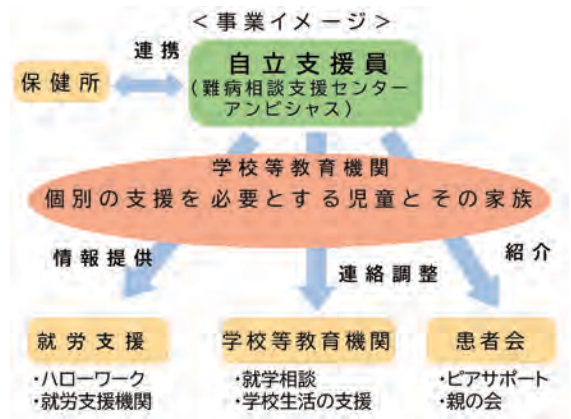 ＜事業イメージ＞
連携
保健所
自立支援員
(難病相談支援センター
アンビシャス)
学校等教育機関
個別の支援を必要とする児童とその家族
情報提供
連絡調整
紹介
就労支援
・ハローワーク
・就労支援機関
学校等教育機関
・就学相談
・学校生活の支援
患者会
・ピアサポート
・親の会